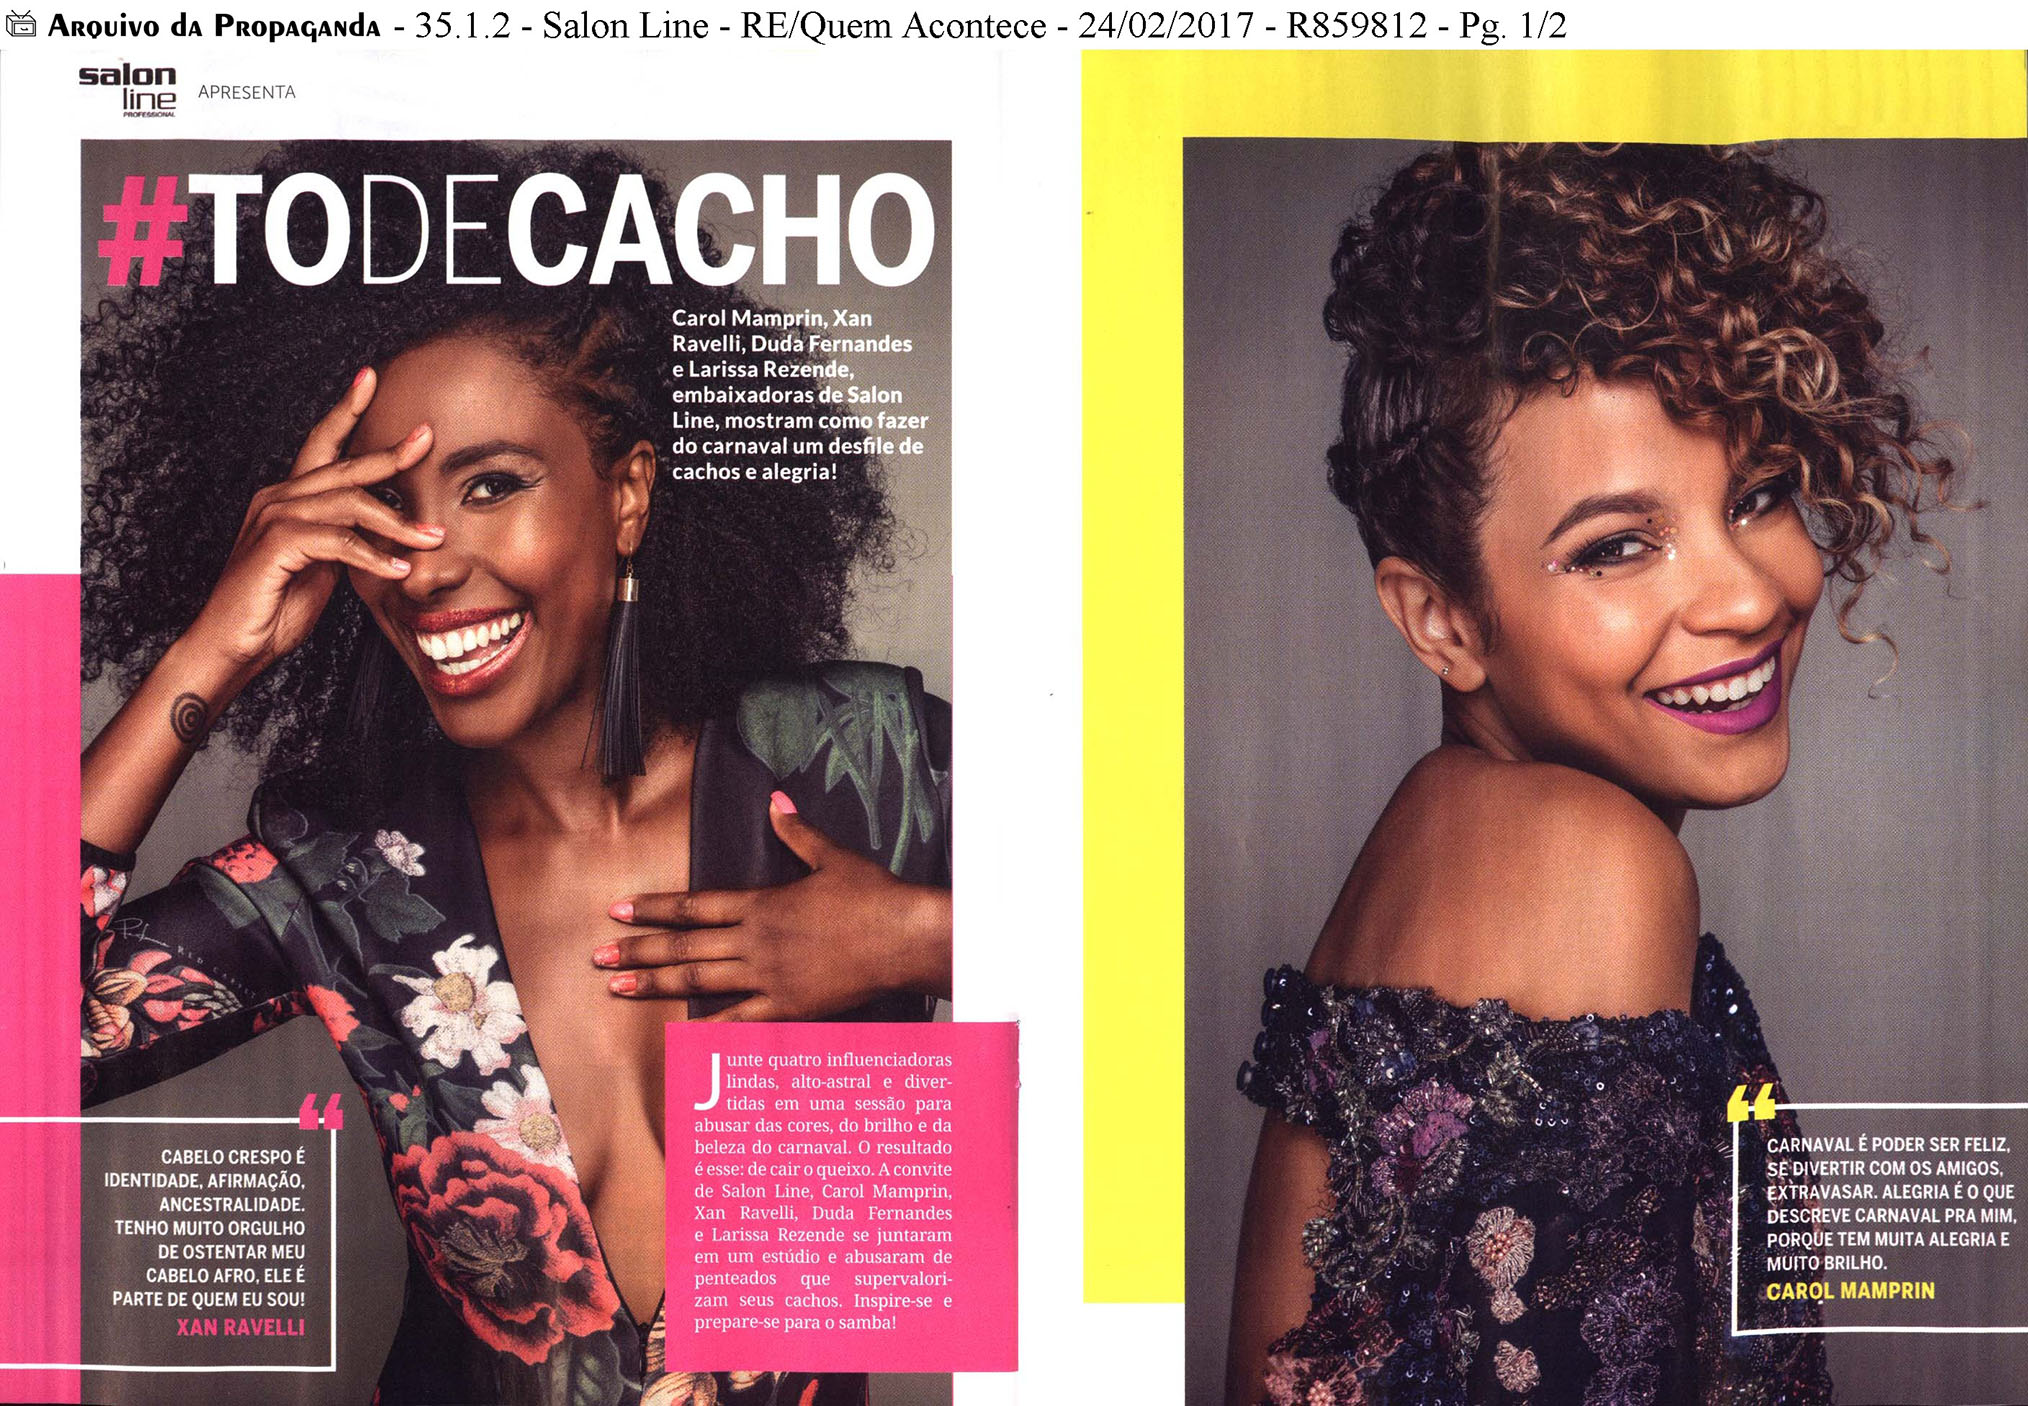 Arquivo da Propaganda - 35.1.2 - Salon Line - RE/Quem Acontece - 24/02/2017 - R859812 - Pg. 1/2
salon
line
PROFESSIONAL
APRESENTA
#TODECACHO
Carol Mamprin, Xan
Ravelli, Duda Fernandes
e Larissa Rezende,
embaixadoras de Salon
Line, mostram como fazer
do carnaval um desfile de
cachos e alegria!
Junte quatro influenciadoras
lindas, alto-astral e diver-
tidas em uma sessão para
abusar das cores, do brilho e da
beleza do carnaval. O resultado
é esse: de cair o queixo. A convite
de Salon Line, Carol Mamprin,
Xan Ravelli, Duda Fernandes
e Larissa Rezende se juntaram
em um estúdio e abusaram de
penteados que supervalori-
zam seus cachos. Inspire-se e
prepare-se para o samba!
“
CABELO CRESPO É
IDENTIDADE, AFIRMAÇÃO,
ANCESTRALIDADE.
TENHO MUITO ORGULHO
DE OSTENTAR MEU
CABELO AFRO, ELE É
PARTE DE QUEM EU SOU!
XAN RAVELLI
“
CARNAVAL É PODER SER FELIZ,
SE DIVERTIR COM OS AMIGOS,
EXTRAVASAR. ALEGRIA É O QUE
DESCREVE CARNAVAL PRA MIM,
PORQUE TEM MUITA ALEGRIA E
MUITO BRILHO.
CAROL MAMPRIN